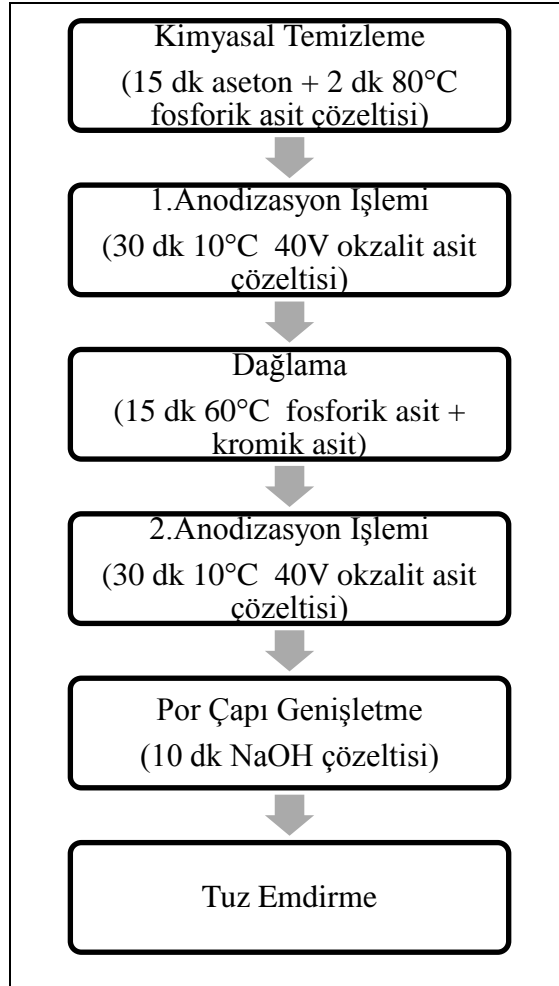 Kimyasal Temizleme
(15 dk aseton + 2 dk 80°C
fosforik asit çözeltisi)
1.Anodizasyon Işlemi
(30 dk 10°C 40V okzalit asit
çözeltisi)
Dağlama
(15 dk 60°C fosforik asit +
kromik asit)
2.Anodizasyon Işlemi
(30 dk 10°C 40V okzalit asit
çözeltisi)
Por Çapı Genişletme
(10 dk NaOH çözeltisi)
Tuz Emdirme